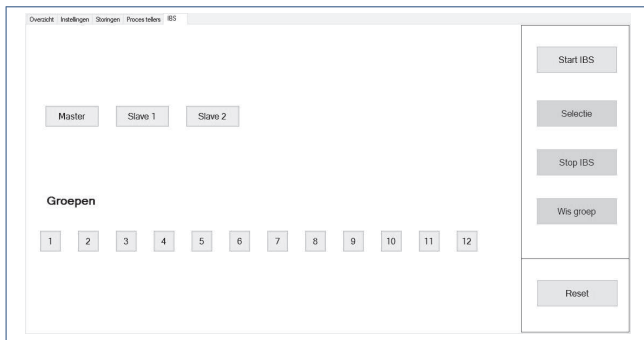 Overzicht Instellingen Storingen Proces tellers IBS
Start IBS
Master Slave 1 Slave 2
Selectie
Stop IBS
Groepen
Wis groep
1 2 3 4 5 6 7 8 9 10 11 12
Reset